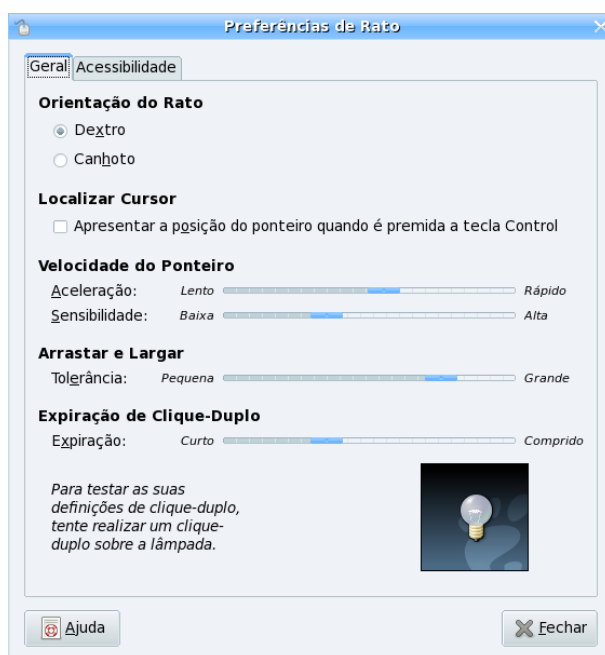 Preferências de Rato
Geral Acessibilidade
Orientação do Rato
Dextro
Canhoto
Localizar Cursor
Apresentar a posição do ponteiro quando é premida a tecla Control
Velocidade do Ponteiro
Aceleração: Lento Rápido
Sensibilidade: Baixa Alta
Arrastar e Largar
Tolerância: Pequena Grande
Expiração de Clique-Duplo
Expiração: Curto Comprido
Para testar as suas
definições de clique-duplo,
tente realizar um clique-
duplo sobre a lâmpada.
Ajuda Fechar